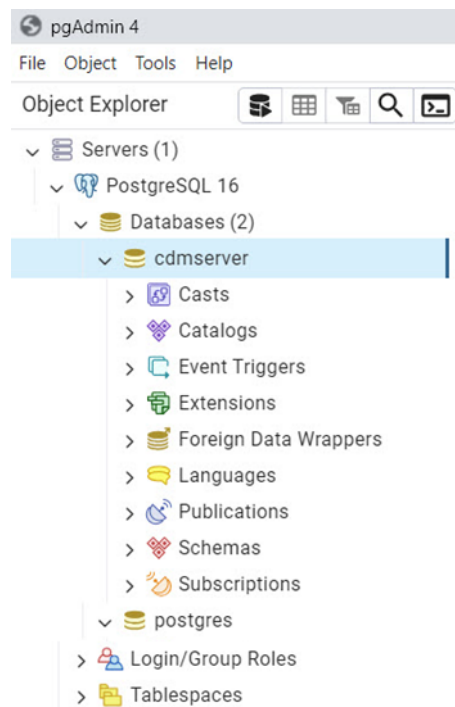 pgAdmin 4
File Object Tools Help
Object Explorer
Servers (1)
PostgreSQL 16
Databases (2)
cdmserver
Casts
Catalogs
Event Triggers
Extensions
Foreign Data Wrappers
Languages
Publications
Schemas
Subscriptions
postgres
Login/Group Roles
Tablespaces